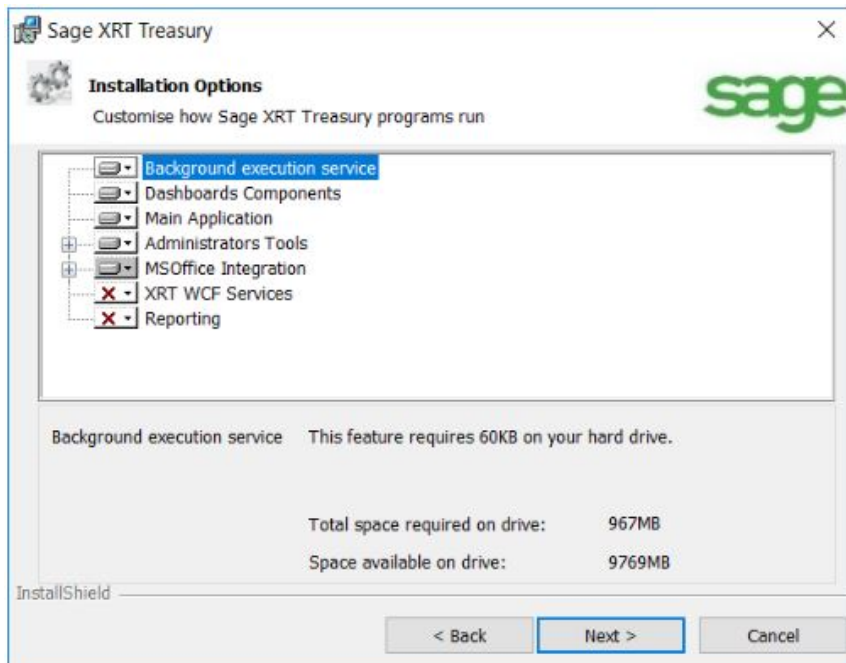 Sage XRT Treasury
Installation Options
Customise how Sage XRT Treasury programs run
sage
Background execution service
Dashboards Components
Main Application
Administrators Tools
MSOffice Integration
XRT WCF Services
Reporting
Background execution service This feature requires 60KB on your hard drive.
Total space required on drive: 967MB
Space available on drive: 9769MB
InstallShield
< Back Next > Cancel